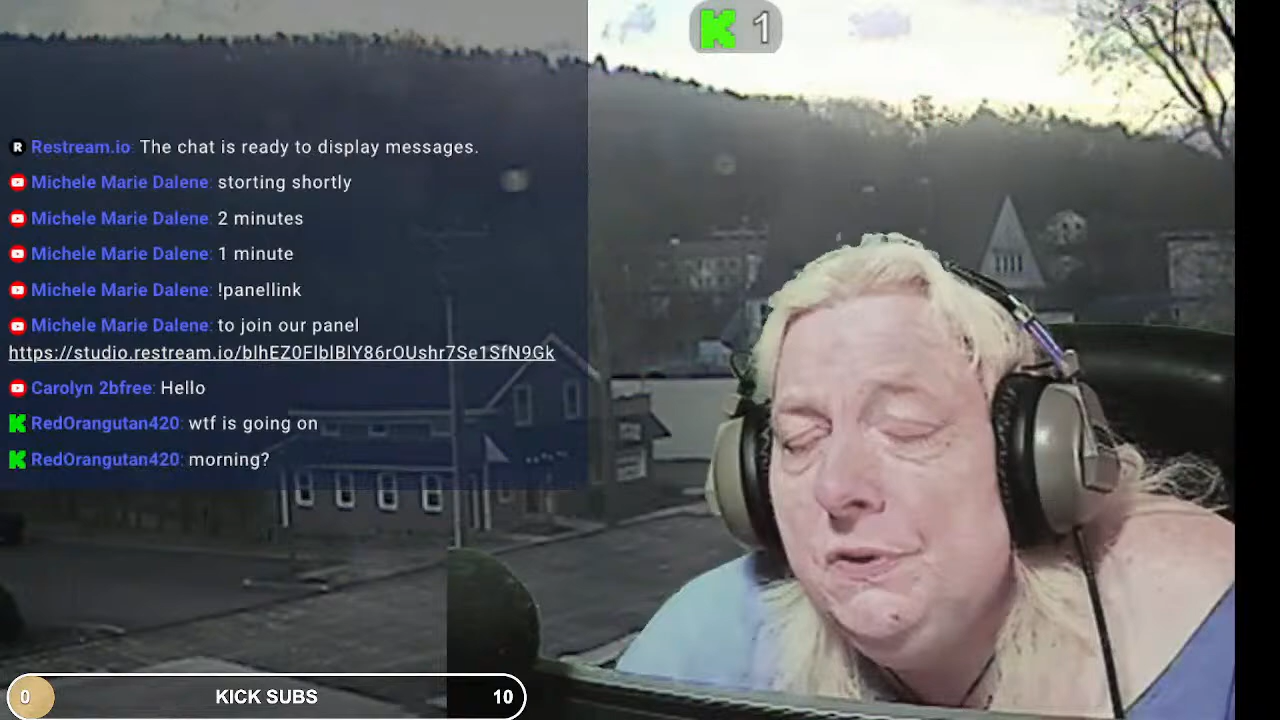 K 1
R Restream.io: The chat is ready to display messages.
Michele Marie Dalene: storting shortly
Michele Marie Dalene: 2 minutes
Michele Marie Dalene: 1 minute
Michele Marie Dalene: !panellink
Michele Marie Dalene: to join our panel
https://studio.restream.io/blhEZ0FlblBlY86rOUshr7Se1SfN9Gk
Carolyn 2bfree: Hello
K RedOrangutan420: wtf is going on
K RedOrangutan420: morning?
0 KICK SUBS 10